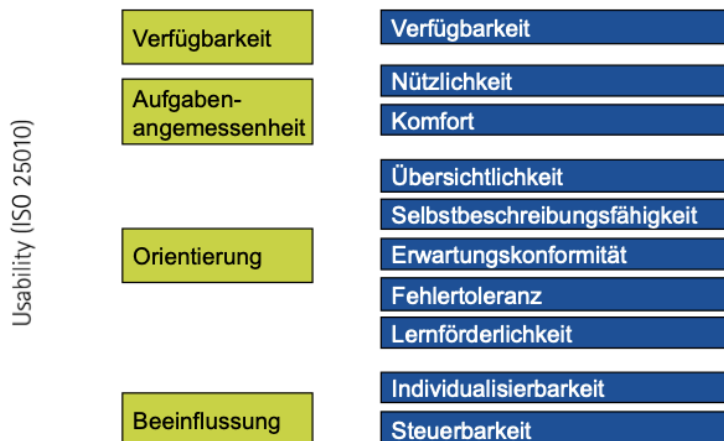 Usability (ISO 25010)
Verfügbarkeit
Verfügbarkeit
Aufgaben-
angemessenheit
Nützlichkeit
Komfort
Orientierung
Übersichtlichkeit
Selbstbeschreibungsfähigkeit
Erwartungskonformität
Fehlertoleranz
Lernförderlichkeit
Beeinflussung
Individualisierbarkeit
Steuerbarkeit